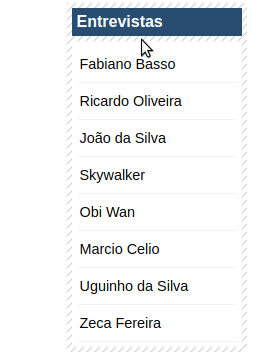 Entrevistas
Fabiano Basso
Ricardo Oliveira
João da Silva
Skywalker
Obi Wan
Marcio Celio
Uguinho da Silva
Zeca Fereira